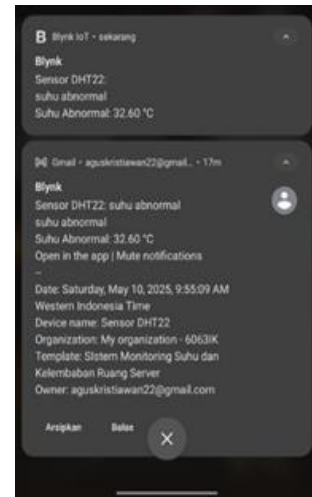 B Blynk IoT • sekarang
Blynk
Sensor DHT22:
suhu abnormal
Suhu Abnormal: 32.60 °C
Gmail • aguskristiawan22@gmail... • 17m
Blynk
Sensor DHT22: suhu abnormal
suhu abnormal
Suhu Abnormal: 32.60 °C
Open in the app | Mute notifications
--
Date: Saturday, May 10, 2025, 9:55:09 AM
Western Indonesia Time
Device name: Sensor DHT22
Organization: My organization - 6063IK
Template: SIstem Monitoring Suhu dan
Kelembaban Ruang Server
Owner: aguskristiawan22@gmail.com
Arsipkan Balas